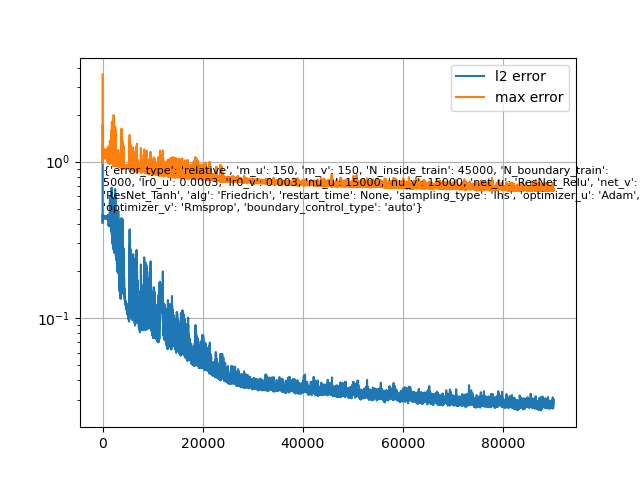 l2 error
max error
10⁰
{'error_type': 'relative', 'm_u': 150, 'm_v': 150, 'N_inside_train': 45000, 'N_boundary_train':
5000, 'lr0_u': 0.0003, 'lr0_v': 0.003, 'nu_u': 15000, 'nu_v': 15000, 'net_u': 'ResNet_Relu', 'net_v':
'ResNet_Tanh', 'alg': 'Friedrich', 'restart_time': None, 'sampling_type': 'lhs', 'optimizer_u': 'Adam',
'optimizer_v': 'Rmsprop', 'boundary_control_type': 'auto'}
10⁻¹
0 20000 40000 60000 80000